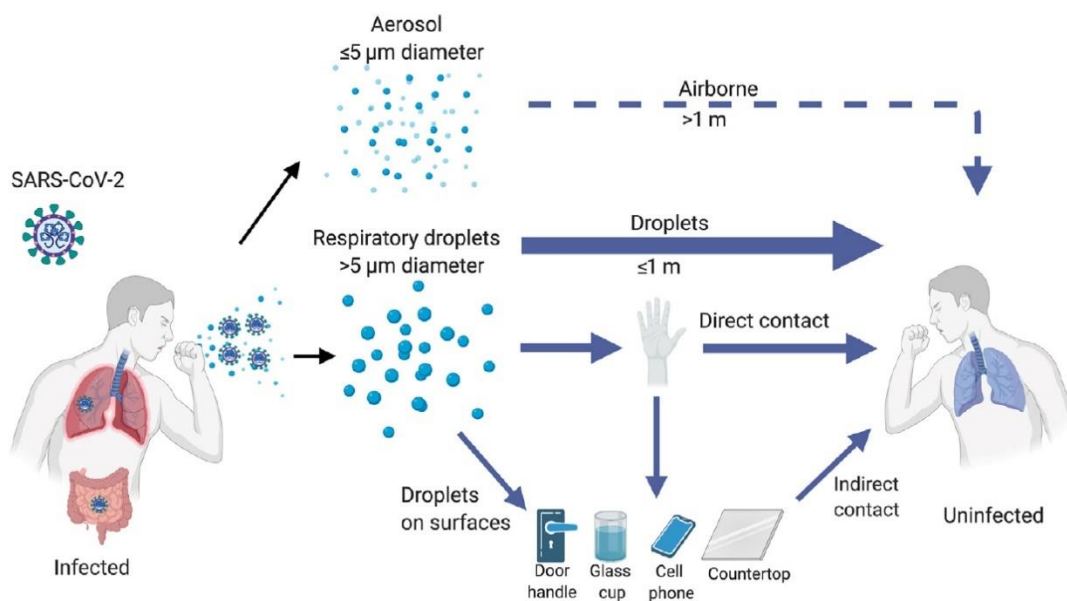 Aerosol
≤5 µm diameter
Airborne
>1 m
SARS-CoV-2
Respiratory droplets
>5 µm diameter
Droplets
≤1 m
Direct contact
Droplets
on surfaces
Indirect
contact
Infected
Uninfected
Door
handle
Glass
cup
Cell
phone
Countertop